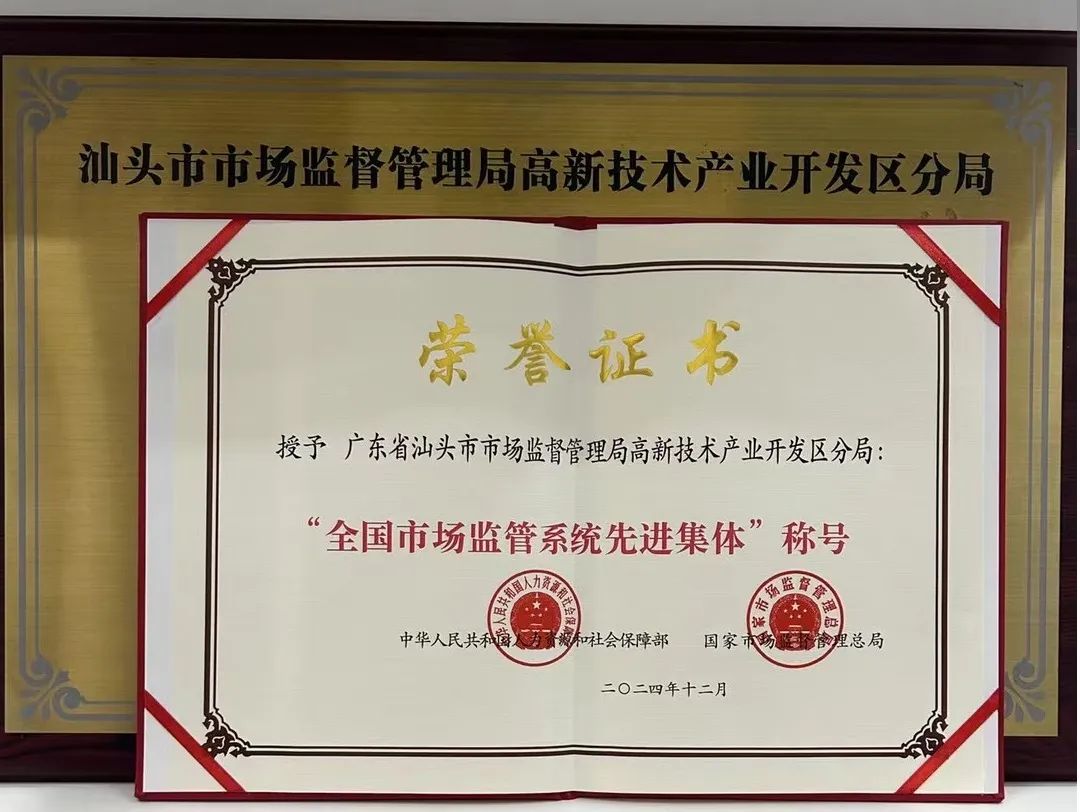 汕头市市场监督管理局高新技术产业开发区分局
荣誉证书
授予 广东省汕头市市场监督管理局高新技术产业开发区分局：
“全国市场监管系统先进集体”称号
中华人民共和国人力资源和社会保障部 国家市场监督管理总局
二〇二四年十二月